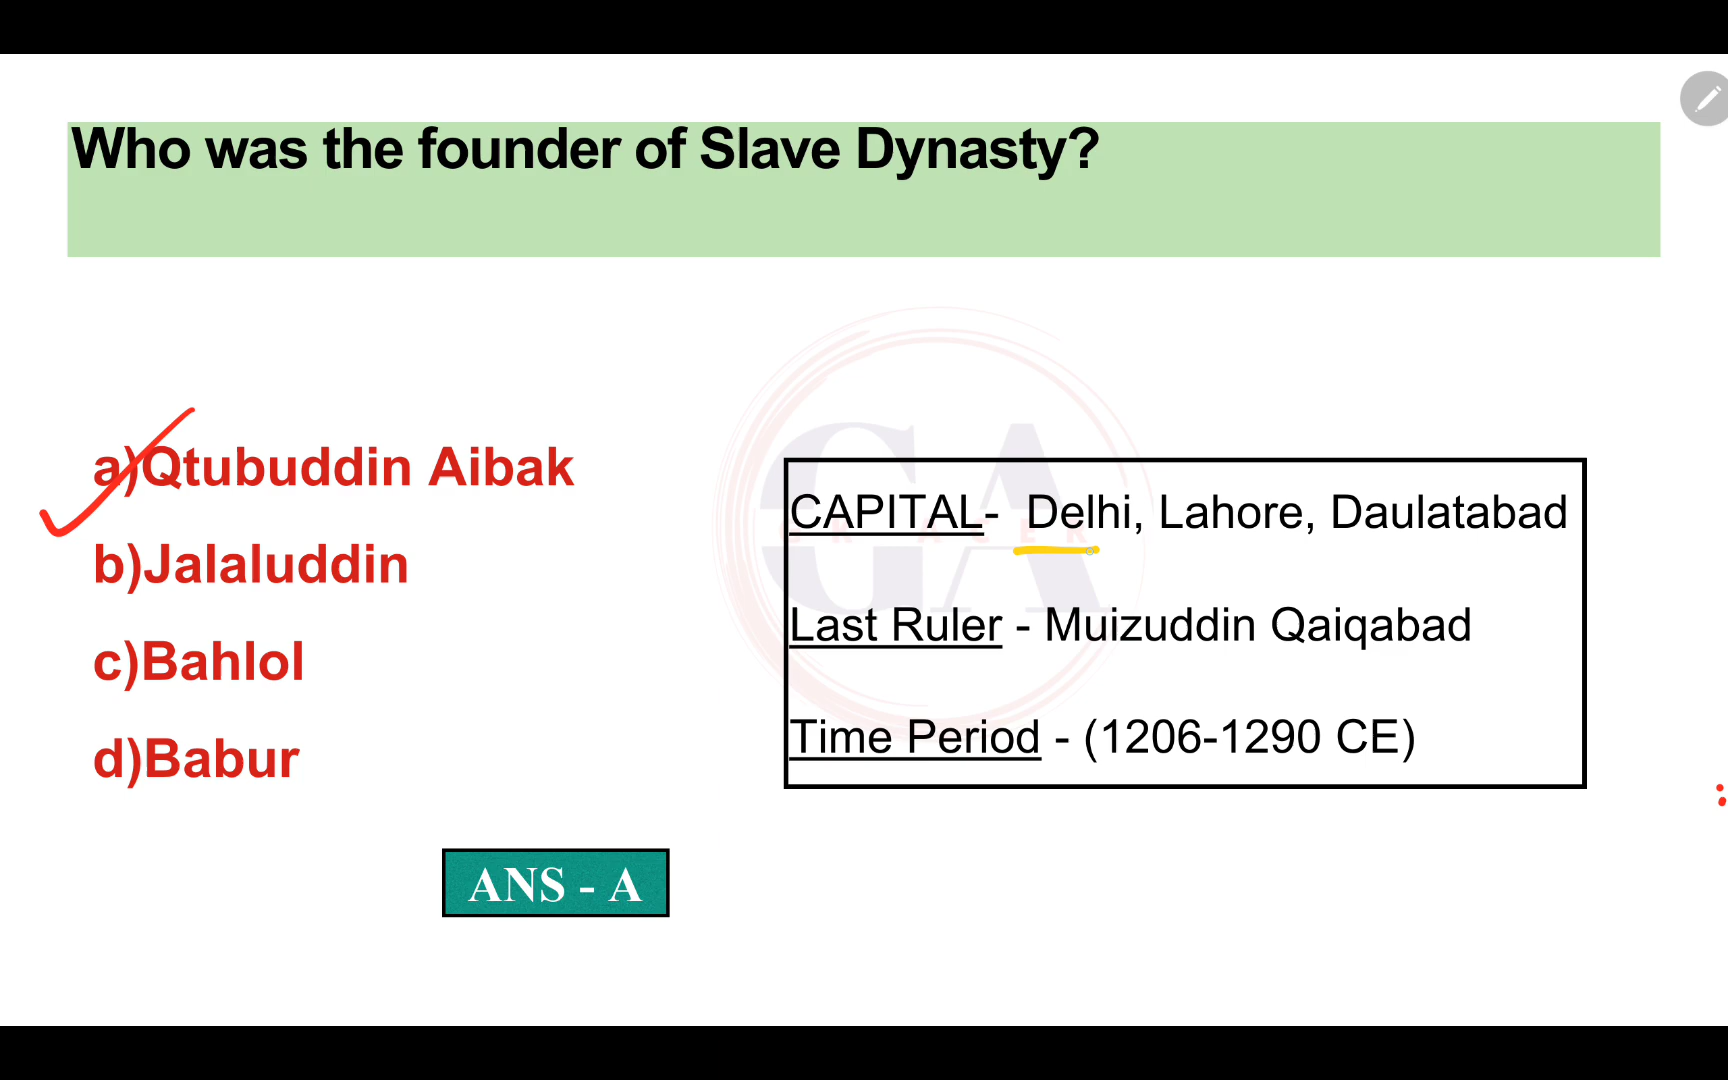 Who was the founder of Slave Dynasty?
a)Qtubuddin Aibak
b)Jalaluddin
c)Bahlol
d)Babur
CAPITAL- Delhi, Lahore, Daulatabad
Last Ruler - Muizuddin Qaiqabad
Time Period - (1206-1290 CE)
ANS - A
GA